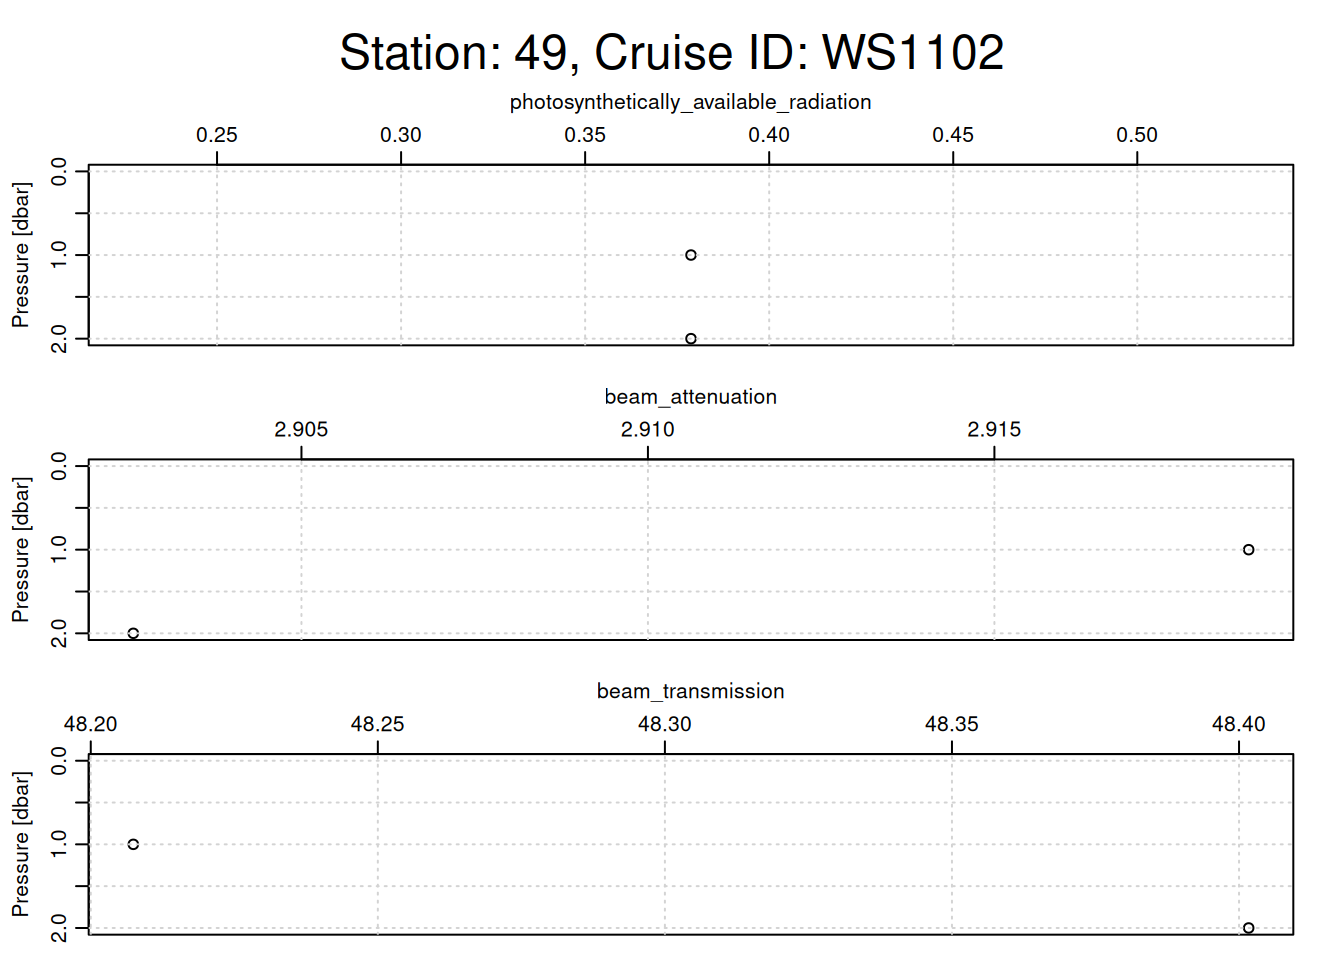 Station: 49, Cruise ID: WS1102
photosynthetically_available_radiation
0.25 0.30 0.35 0.40 0.45 0.50
Pressure [dbar]
0.0
1.0
2.0
beam_attenuation
2.905 2.910 2.915
Pressure [dbar]
0.0
1.0
2.0
beam_transmission
48.20 48.25 48.30 48.35 48.40
Pressure [dbar]
0.0
1.0
2.0